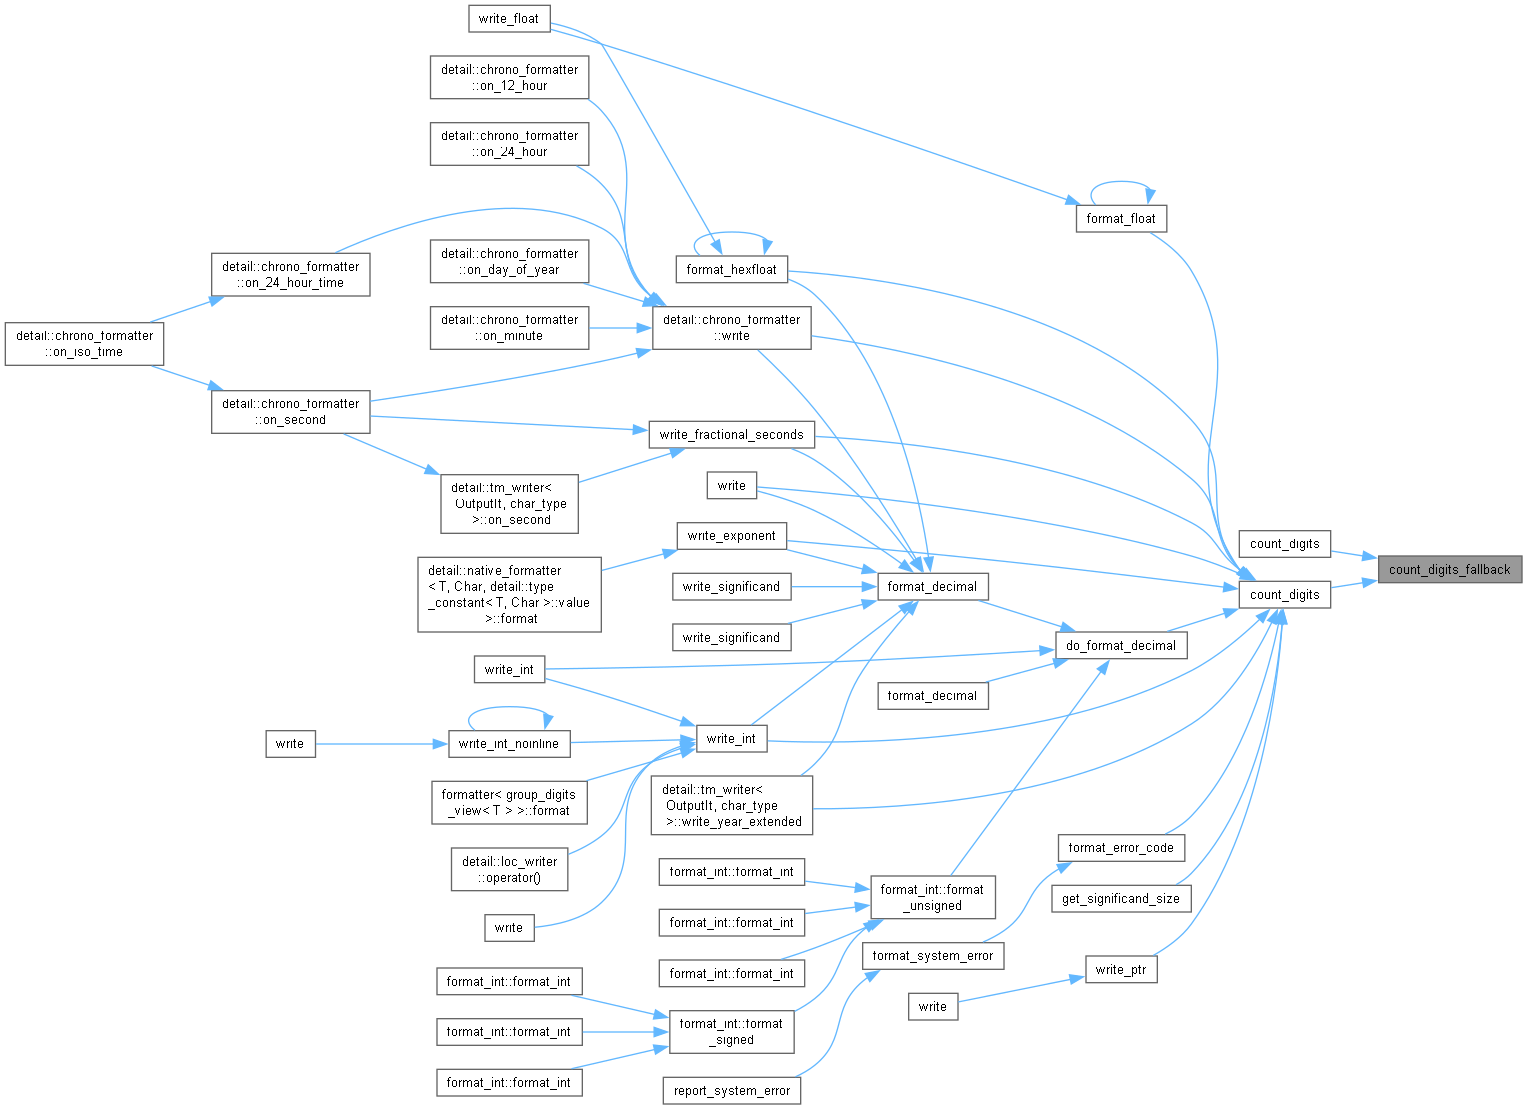 write_float
detail::chrono_formatter
::on_12_hour
detail::chrono_formatter
::on_24_hour
format_float
detail::chrono_formatter
::on_day_of_year
detail::chrono_formatter
::on_24_hour_time
format_hexfloat
detail::chrono_formatter
::on_minute
detail::chrono_formatter
::write
detail::chrono_formatter
::on_iso_time
detail::chrono_formatter
::on_second
write_fractional_seconds
write
detail::tm_writer<
OutputIt, char_type
>::on_second
write_exponent
count_digits
count_digits_fallback
detail::native_formatter
< T, Char, detail::type
_constant< T, Char >::value
>::format
write_significand
format_decimal
count_digits
write_significand
do_format_decimal
write_int
format_decimal
write
write_int_noinline
write_int
formatter< group_digits
_view< T > >::format
detail::tm_writer<
OutputIt, char_type
>::write_year_extended
detail::loc_writer
::operator()
format_error_code
format_int::format_int
format_int::format
_unsigned
get_significand_size
write
format_int::format_int
format_system_error
format_int::format_int
write_ptr
format_int::format_int
write
format_int::format_int
format_int::format
_signed
format_int::format_int
report_system_error